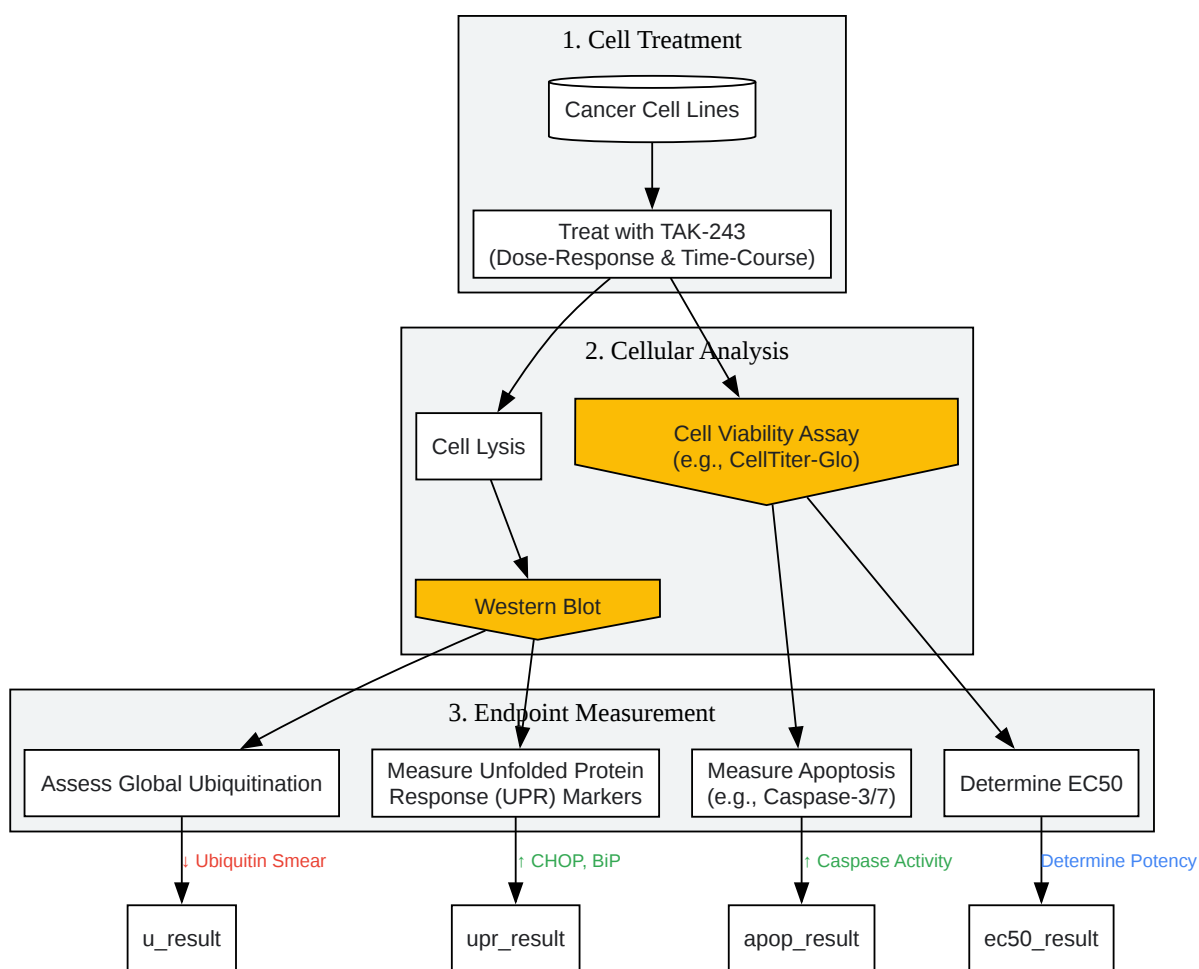 1. Cell Treatment
Cancer Cell Lines
Treat with TAK-243
(Dose-Response & Time-Course)
2. Cellular Analysis
Cell Lysis
Cell Viability Assay
(e.g., CellTiter-Glo)
Western Blot
3. Endpoint Measurement
Assess Global Ubiquitination
Measure Unfolded Protein
Response (UPR) Markers
Measure Apoptosis
(e.g., Caspase-3/7)
Determine EC50
↓ Ubiquitin Smear
↑ CHOP, BiP
↑ Caspase Activity
Determine Potency
u_result
upr_result
apop_result
ec50_result